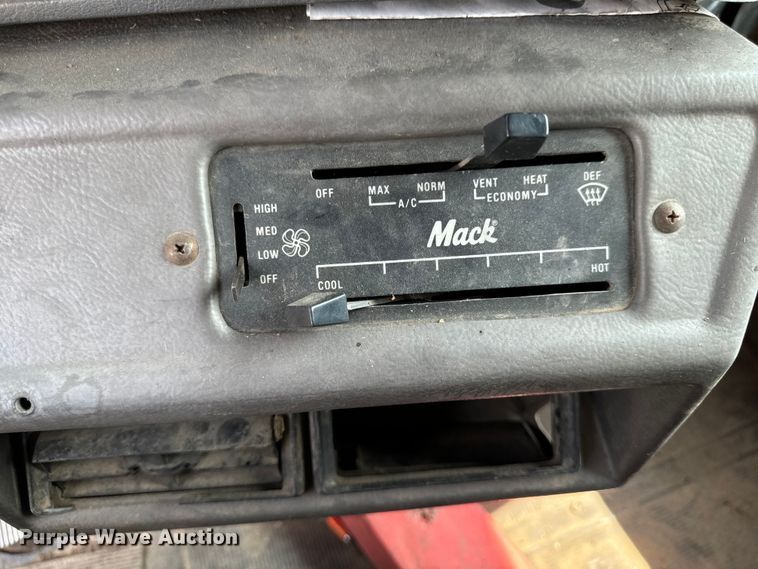 OFF MAX NORM VENT HEAT DEF
A/C ECONOMY
HIGH
MED
LOW
OFF
Mack®
COOL HOT
Purple Wave Auction